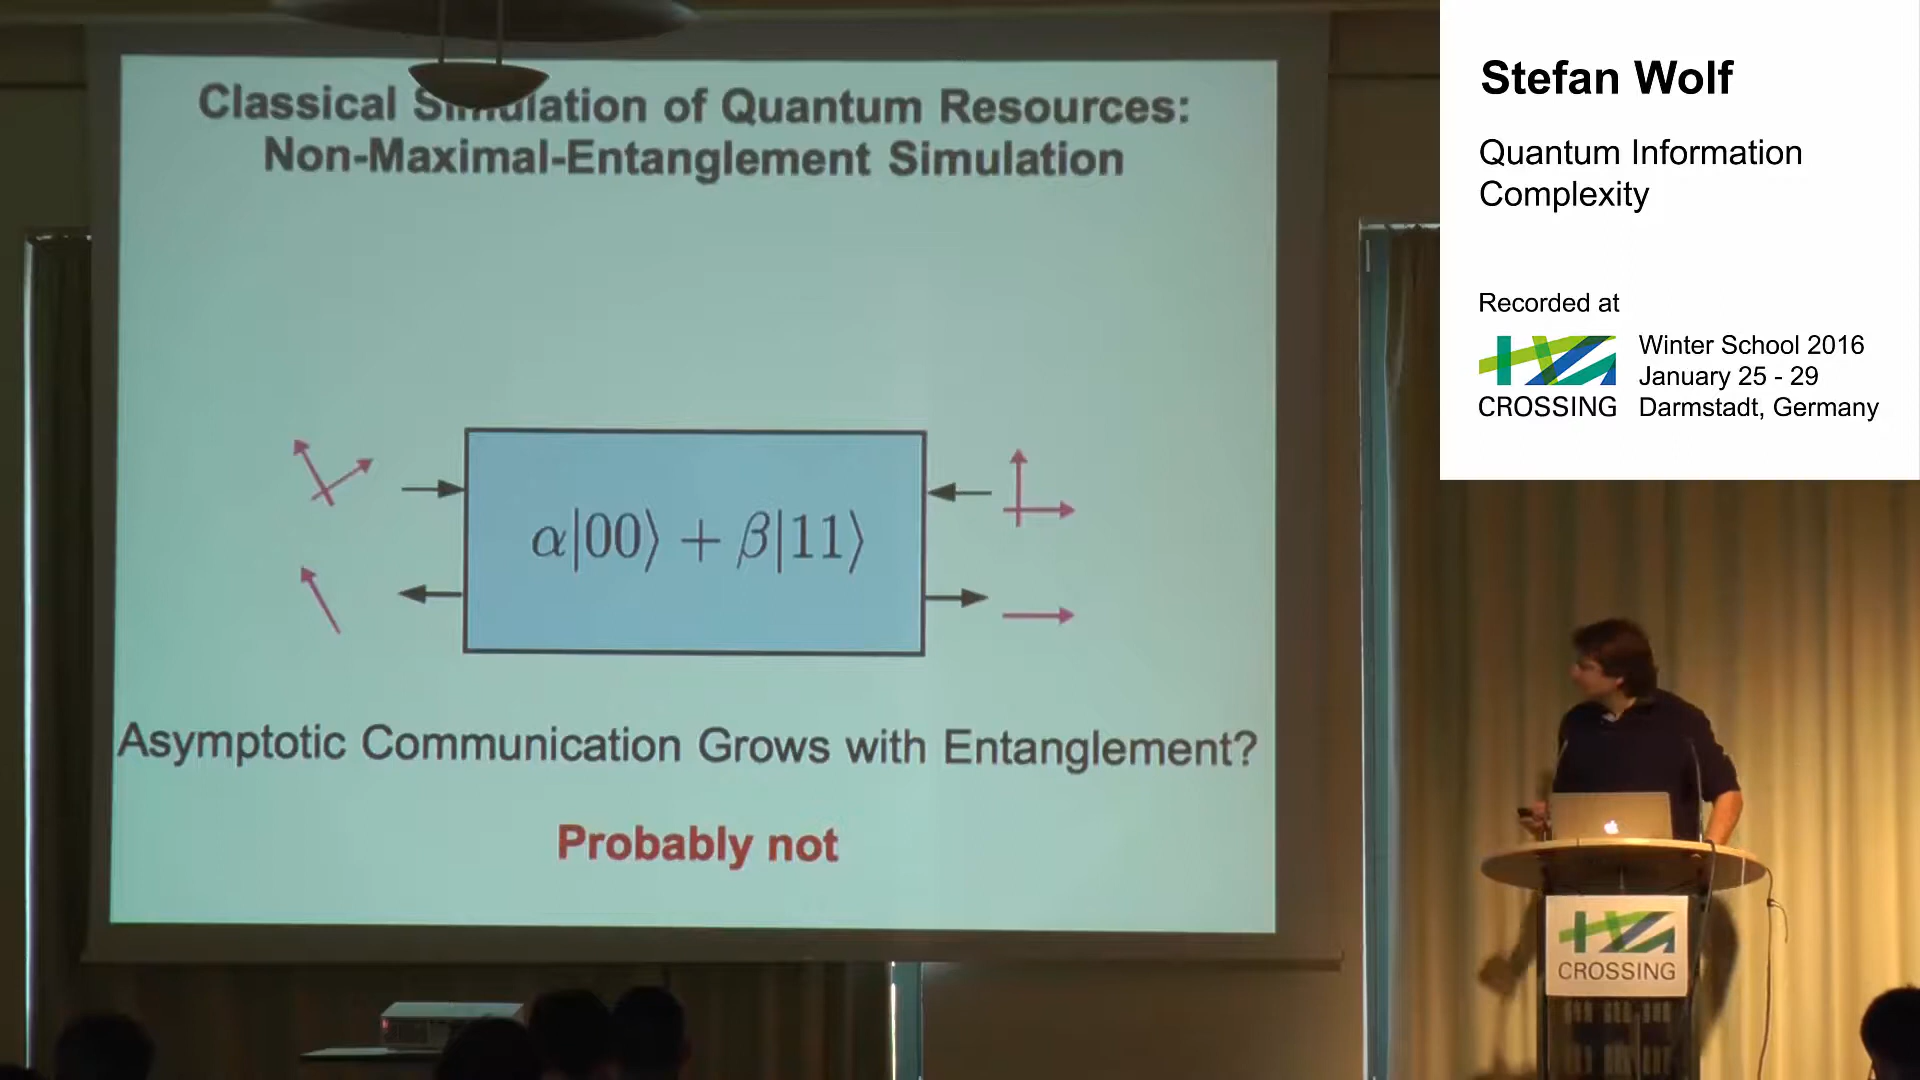 Classical Simulation of Quantum Resources:
Non-Maximal-Entanglement Simulation
α|00⟩ + β|11⟩
Asymptotic Communication Grows with Entanglement?
Probably not
Stefan Wolf
Quantum Information
Complexity
Recorded at
CROSSING
Winter School 2016
January 25 - 29
Darmstadt, Germany
CROSSING